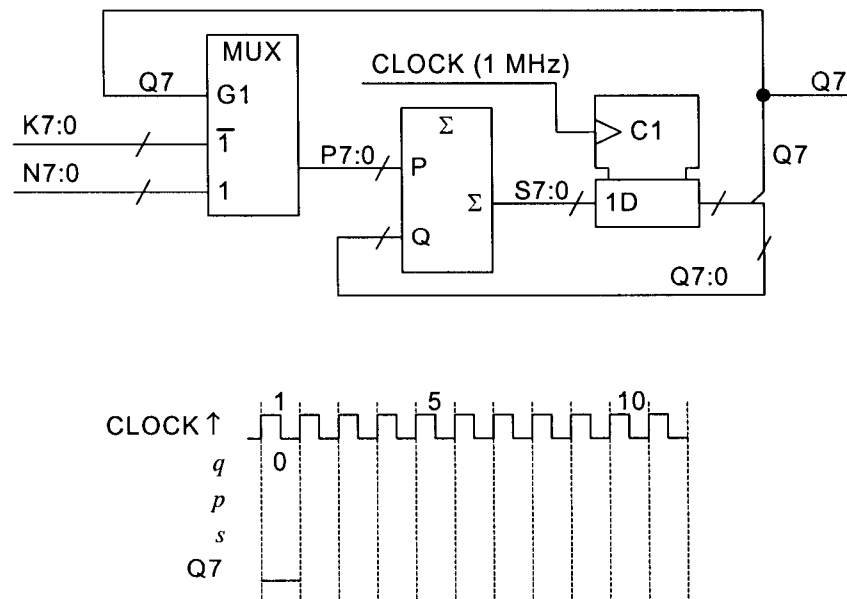 MUX
Q7
G1
K7:0
1̅
N7:0
1
P7:0
CLOCK (1 MHz)
Σ
P
Σ
Q
S7:0
C1
1D
Q7
Q7
Q7:0
1 5 10
CLOCK ↑
q 0
p
s
Q7